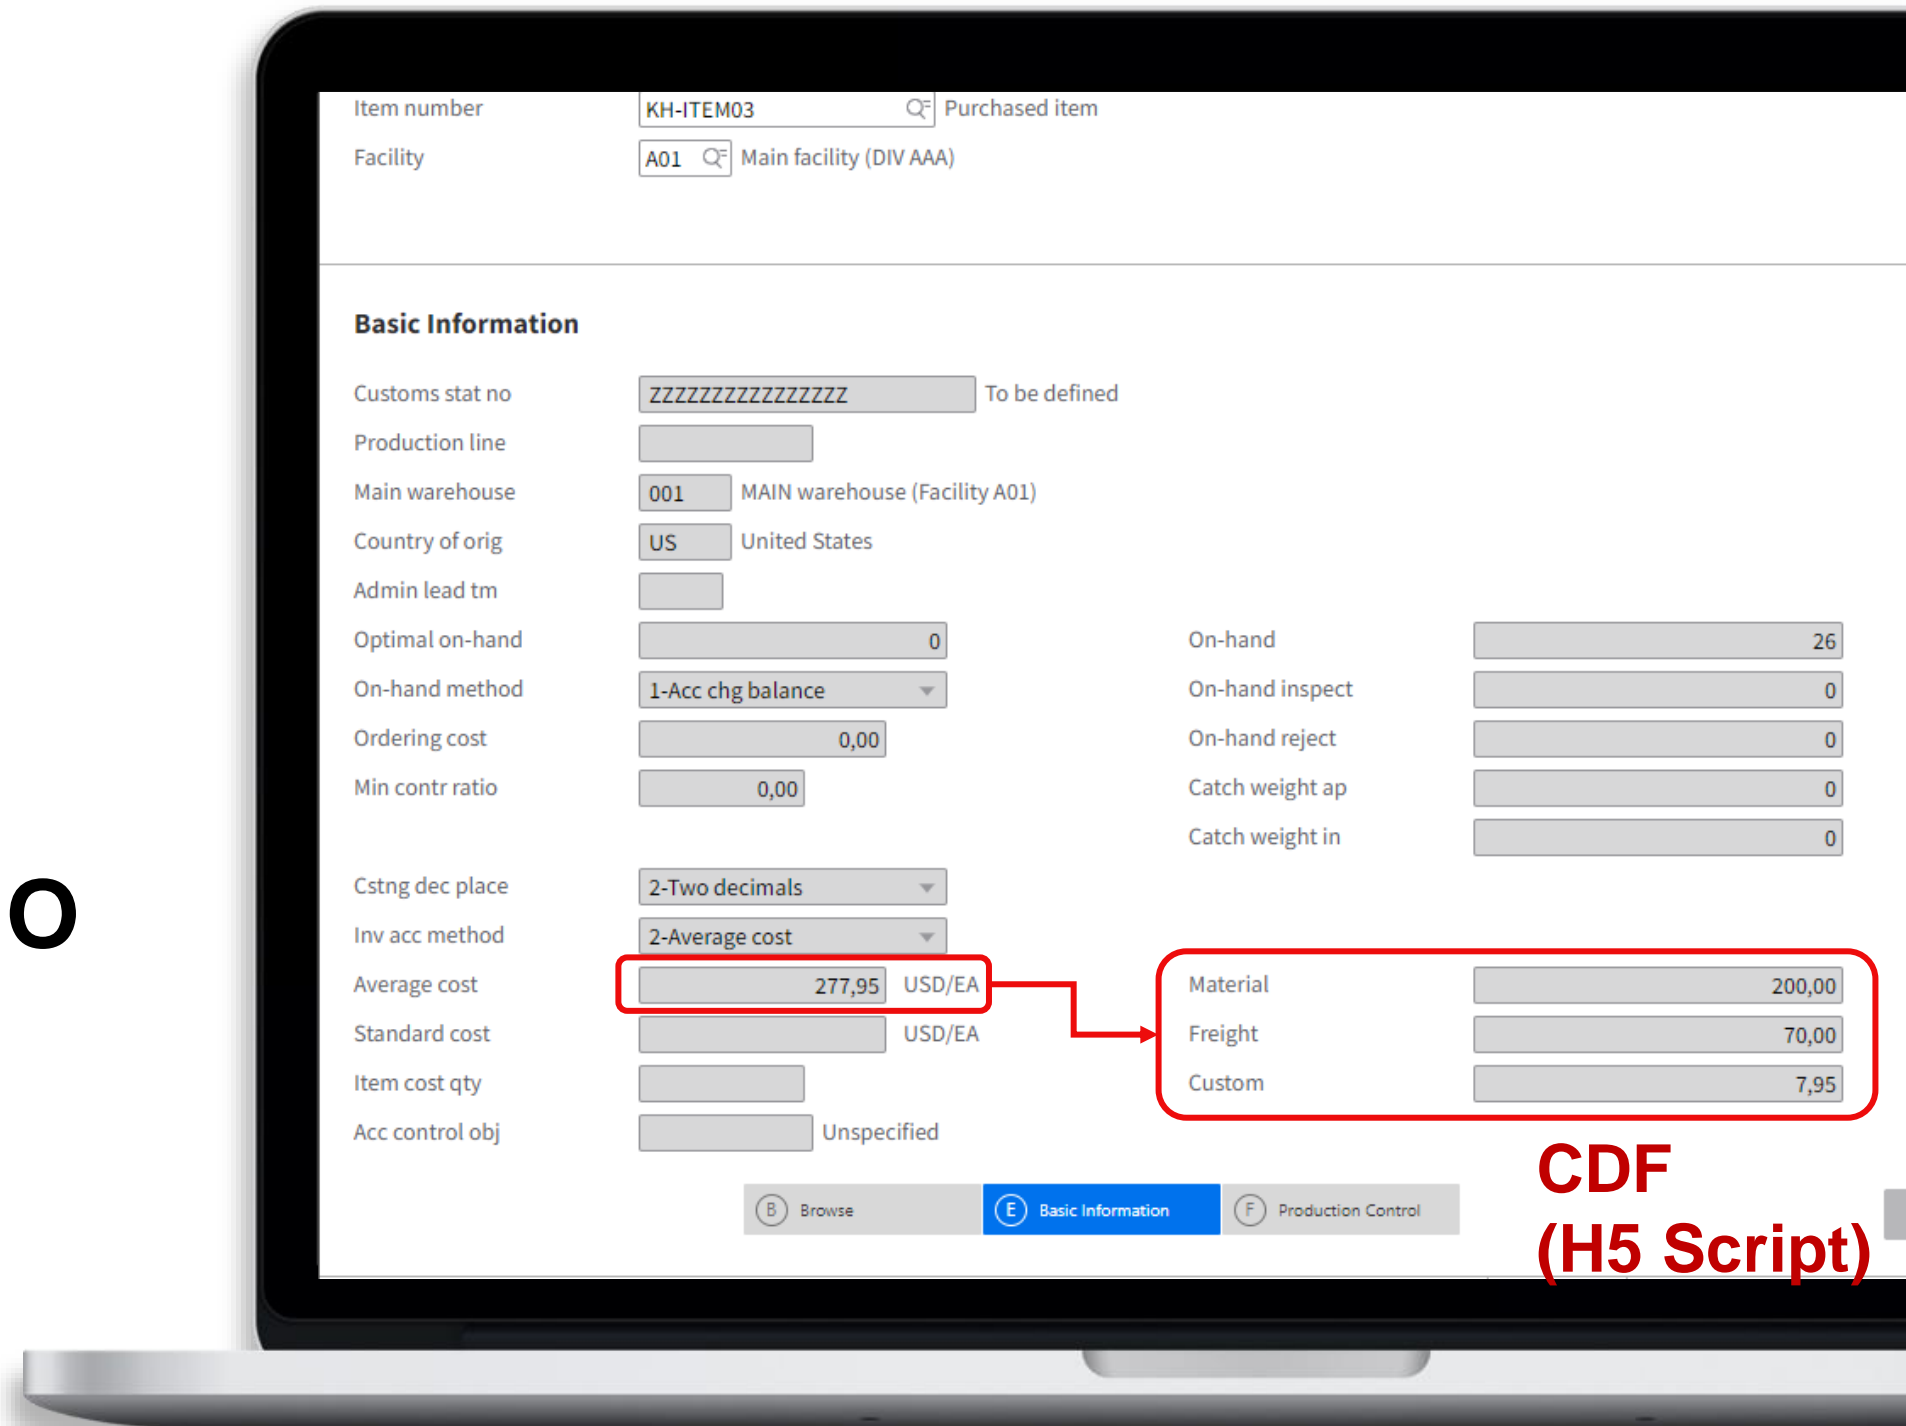 Item number KH-ITEM03 Purchased item
Facility A01 Main facility (DIV AAA)
Basic Information
Customs stat no ZZZZZZZZZZZZZZZZ To be defined
Production line
Main warehouse 001 MAIN warehouse (Facility A01)
Country of orig US United States
Admin lead tm
Optimal on-hand 0 On-hand 26
On-hand method 1-Acc chg balance On-hand inspect 0
Ordering cost 0,00 On-hand reject 0
Min contr ratio 0,00 Catch weight ap 0
Catch weight in 0
Cstng dec place 2-Two decimals
O
Inv acc method 2-Average cost
Average cost 277,95 USD/EA Material 200,00
Standard cost USD/EA Freight 70,00
Item cost qty Custom 7,95
Acc control obj Unspecified
CDF
B Browse E Basic Information F Production Control
(H5 Script)